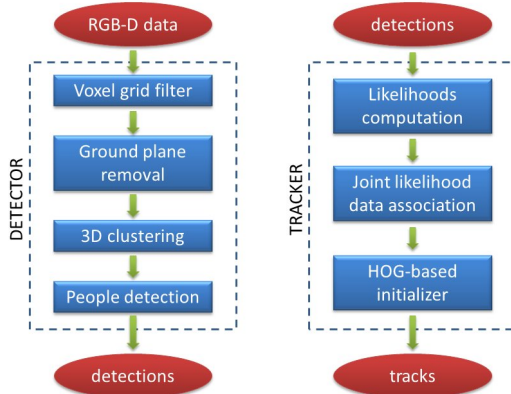 RGB-D data
DETECTOR
Voxel grid filter
Ground plane
removal
3D clustering
People detection
detections
detections
TRACKER
Likelihoods
computation
Joint likelihood
data association
HOG-based
initializer
tracks